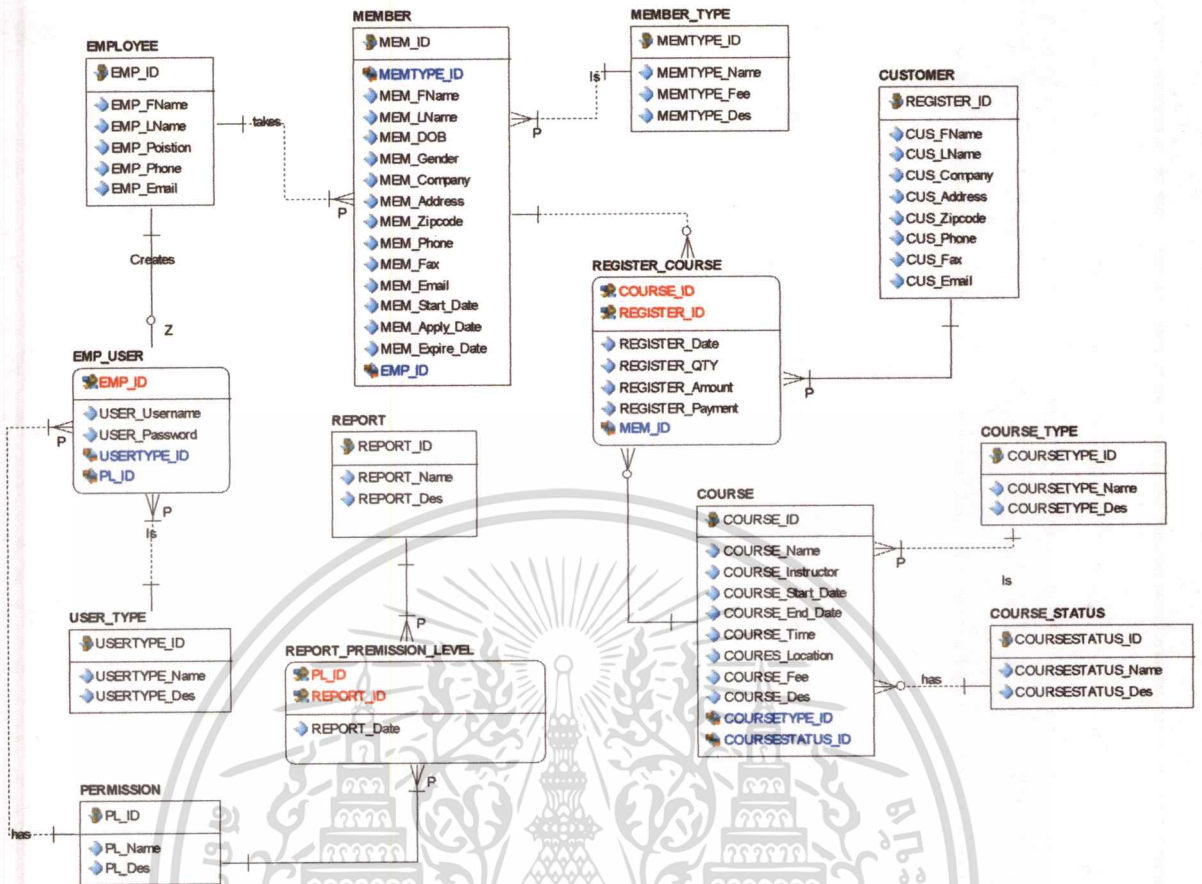 MEMBER
MEM_ID
MEMTYPE_ID
MEM_FName
MEM_LName
MEM_DOB
MEM_Gender
MEM_Company
MEM_Address
MEM_Zipcode
MEM_Phone
MEM_Fax
MEM_Email
MEM_Start_Date
MEM_Apply_Date
MEM_Expire_Date
EMP_ID
MEMBER_TYPE
MEMTYPE_ID
MEMTYPE_Name
MEMTYPE_Fee
MEMTYPE_Des
Is
P
EMPLOYEE
EMP_ID
EMP_FName
EMP_LName
EMP_Poistion
EMP_Phone
EMP_Email
takes
P
Creates
Z
CUSTOMER
REGISTER_ID
CUS_FName
CUS_LName
CUS_Company
CUS_Address
CUS_Zipcode
CUS_Phone
CUS_Fax
CUS_Email
P
REGISTER_COURSE
COURSE_ID
REGISTER_ID
REGISTER_Date
REGISTER_QTY
REGISTER_Amount
REGISTER_Payment
MEM_ID
EMP_USER
EMP_ID
USER_Username
USER_Password
USERTYPE_ID
PL_ID
P
P
Is
REPORT
REPORT_ID
REPORT_Name
REPORT_Des
P
COURSE_TYPE
COURSETYPE_ID
COURSETYPE_Name
COURSETYPE_Des
P
Is
COURSE
COURSE_ID
COURSE_Name
COURSE_Instructor
COURSE_Start_Date
COURSE_End_Date
COURSE_Time
COURES_Location
COURSE_Fee
COURSE_Des
COURSETYPE_ID
COURSESTATUS_ID
has
COURSE_STATUS
COURSESTATUS_ID
COURSESTATUS_Name
COURSESTATUS_Des
USER_TYPE
USERTYPE_ID
USERTYPE_Name
USERTYPE_Des
REPORT_PREMISSION_LEVEL
PL_ID
REPORT_ID
REPORT_Date
P
PERMISSION
PL_ID
PL_Name
PL_Des
has